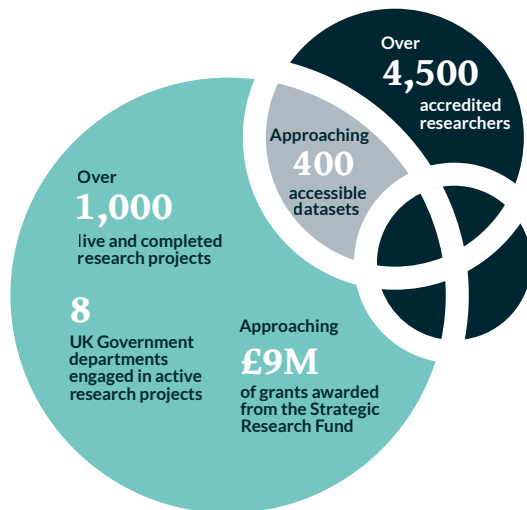 Over
4,500
accredited
researchers
Approaching
400
accessible
datasets
Over
1,000
live and completed
research projects
8
UK Government
departments
engaged in active
research projects
Approaching
£9M
of grants awarded
from the Strategic
Research Fund